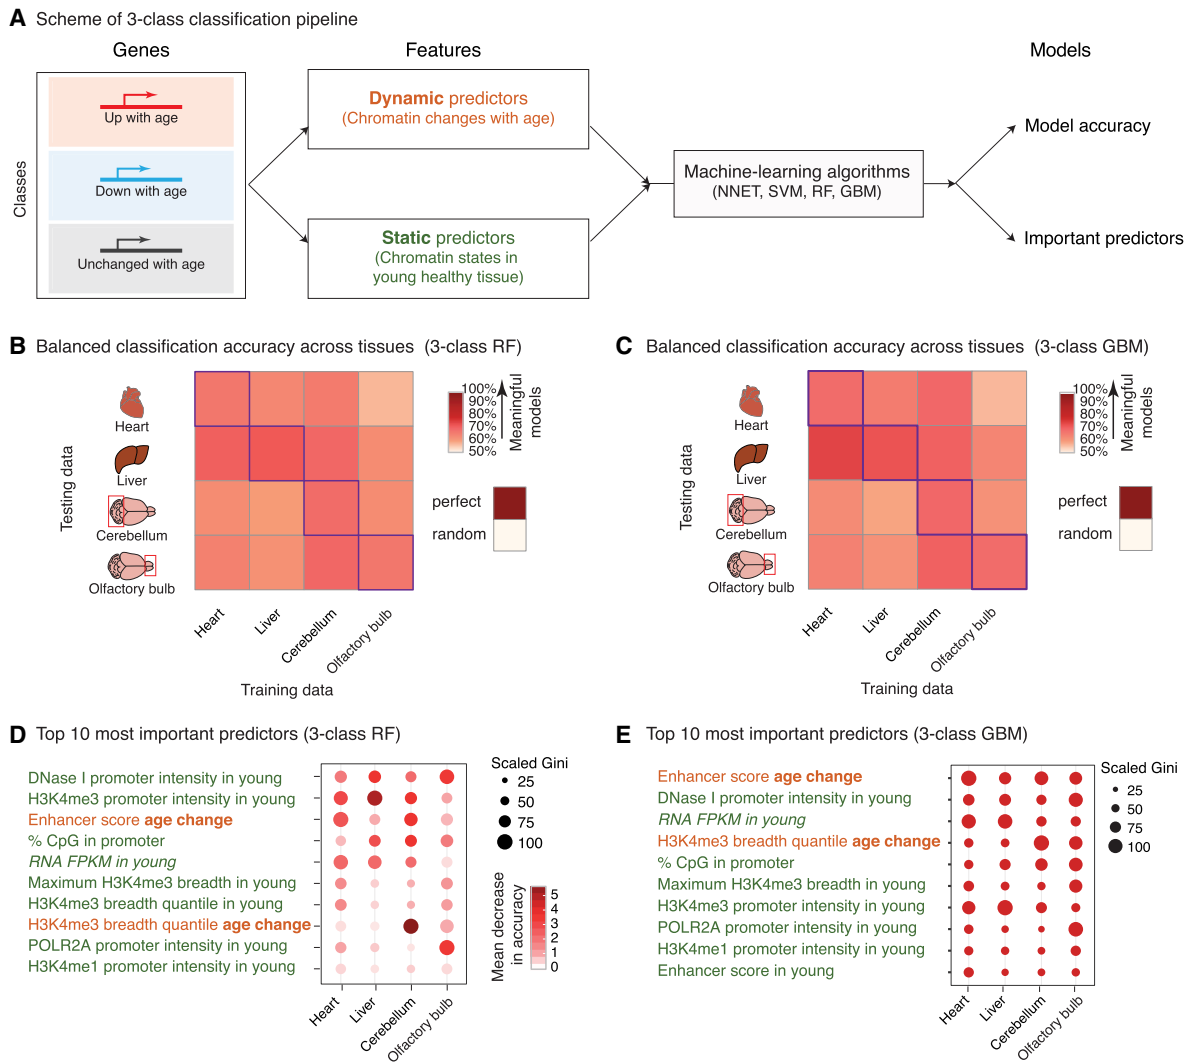 A Scheme of 3-class classification pipeline
Genes
Features
Models
Classes
Up with age
Down with age
Unchanged with age
Dynamic predictors
(Chromatin changes with age)
Static predictors
(Chromatin states in
young healthy tissue)
Machine-learning algorithms
(NNET, SVM, RF, GBM)
Model accuracy
Important predictors
B Balanced classification accuracy across tissues (3-class RF)
Testing data
Heart
Liver
Cerebellum
Olfactory bulb
Heart
Liver
Cerebellum
Olfactory bulb
Training data
100%
90%
80%
70%
60%
50%
Meaningful
models
perfect
random
C Balanced classification accuracy across tissues (3-class GBM)
Testing data
Heart
Liver
Cerebellum
Olfactory bulb
Heart
Liver
Cerebellum
Olfactory bulb
Training data
100%
90%
80%
70%
60%
50%
Meaningful
models
perfect
random
D Top 10 most important predictors (3-class RF)
DNase I promoter intensity in young
H3K4me3 promoter intensity in young
Enhancer score age change
% CpG in promoter
RNA FPKM in young
Maximum H3K4me3 breadth in young
H3K4me3 breadth quantile in young
H3K4me3 breadth quantile age change
POLR2A promoter intensity in young
H3K4me1 promoter intensity in young
Heart
Liver
Cerebellum
Olfactory bulb
Scaled Gini
25
50
75
100
Mean decrease
in accuracy
5
4
3
2
1
0
E Top 10 most important predictors (3-class GBM)
Enhancer score age change
DNase I promoter intensity in young
RNA FPKM in young
H3K4me3 breadth quantile age change
% CpG in promoter
Maximum H3K4me3 breadth in young
H3K4me3 promoter intensity in young
POLR2A promoter intensity in young
H3K4me1 promoter intensity in young
Enhancer score in young
Heart
Liver
Cerebellum
Olfactory bulb
Scaled Gini
25
50
75
100